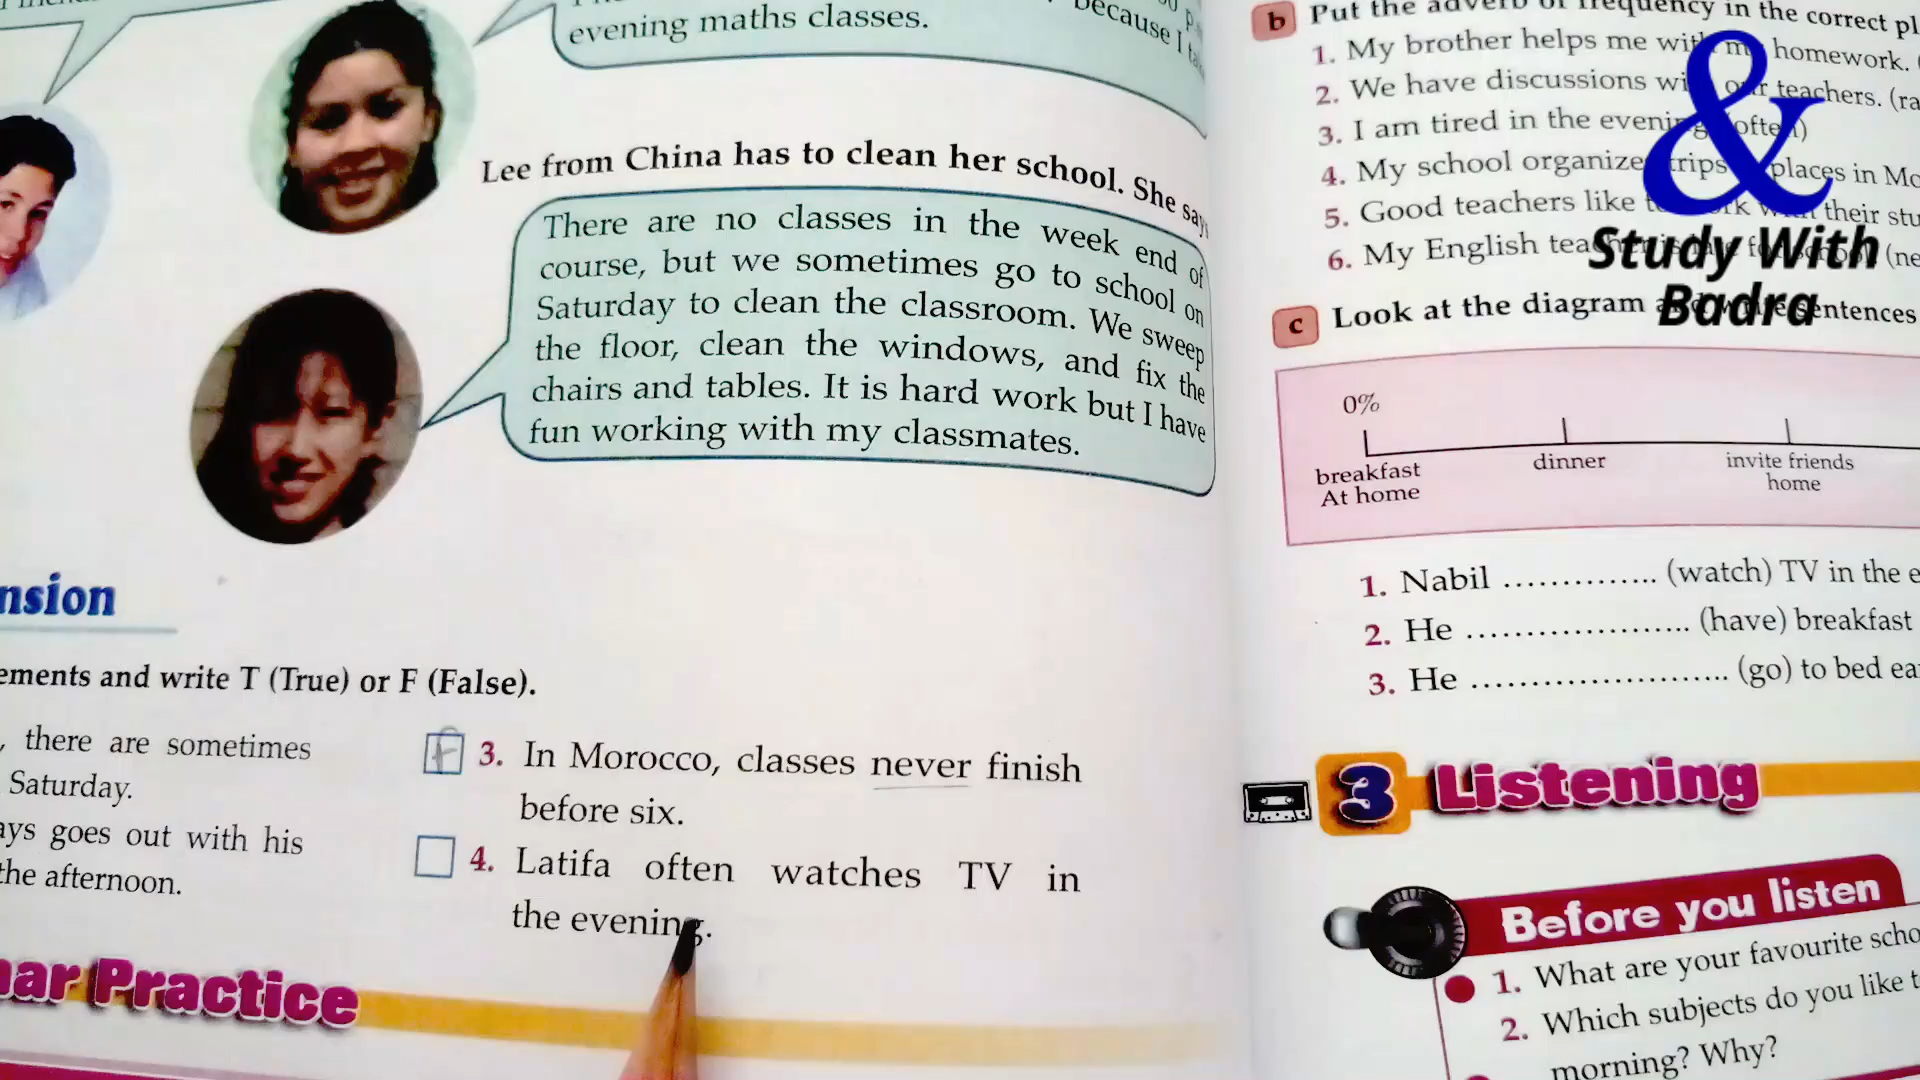 evening maths classes.
because I
Lee from China has to clean her school. She says
There are no classes in the week end of
course, but we sometimes go to school on
Saturday to clean the classroom. We sweep
the floor, clean the windows, and fix the
chairs and tables. It is hard work but I have
fun working with my classmates.
nsion
ements and write T (True) or F (False).
, there are sometimes
Saturday.
ays goes out with his
the afternoon.
3. In Morocco, classes never finish
before six.
4. Latifa often watches TV in
the evening.
ar Practice
b Put the adverb of frequency in the correct pl
1. My brother helps me with my homework. (
2. We have discussions with our teachers. (ra
3. I am tired in the evening. (often)
4. My school organizes trips places in Mo
5. Good teachers like with their stu
6. My English (ne
&
Study With
Badra
c Look at the diagram sentences
0%
breakfast
At home
dinner
invite friends
home
1. Nabil .............. (watch) TV in the e
2. He ..................... (have) breakfast
3. He ........................ (go) to bed ea
3 Listening
Before you listen
1. What are your favourite scho
2. Which subjects do you like t
morning? Why?